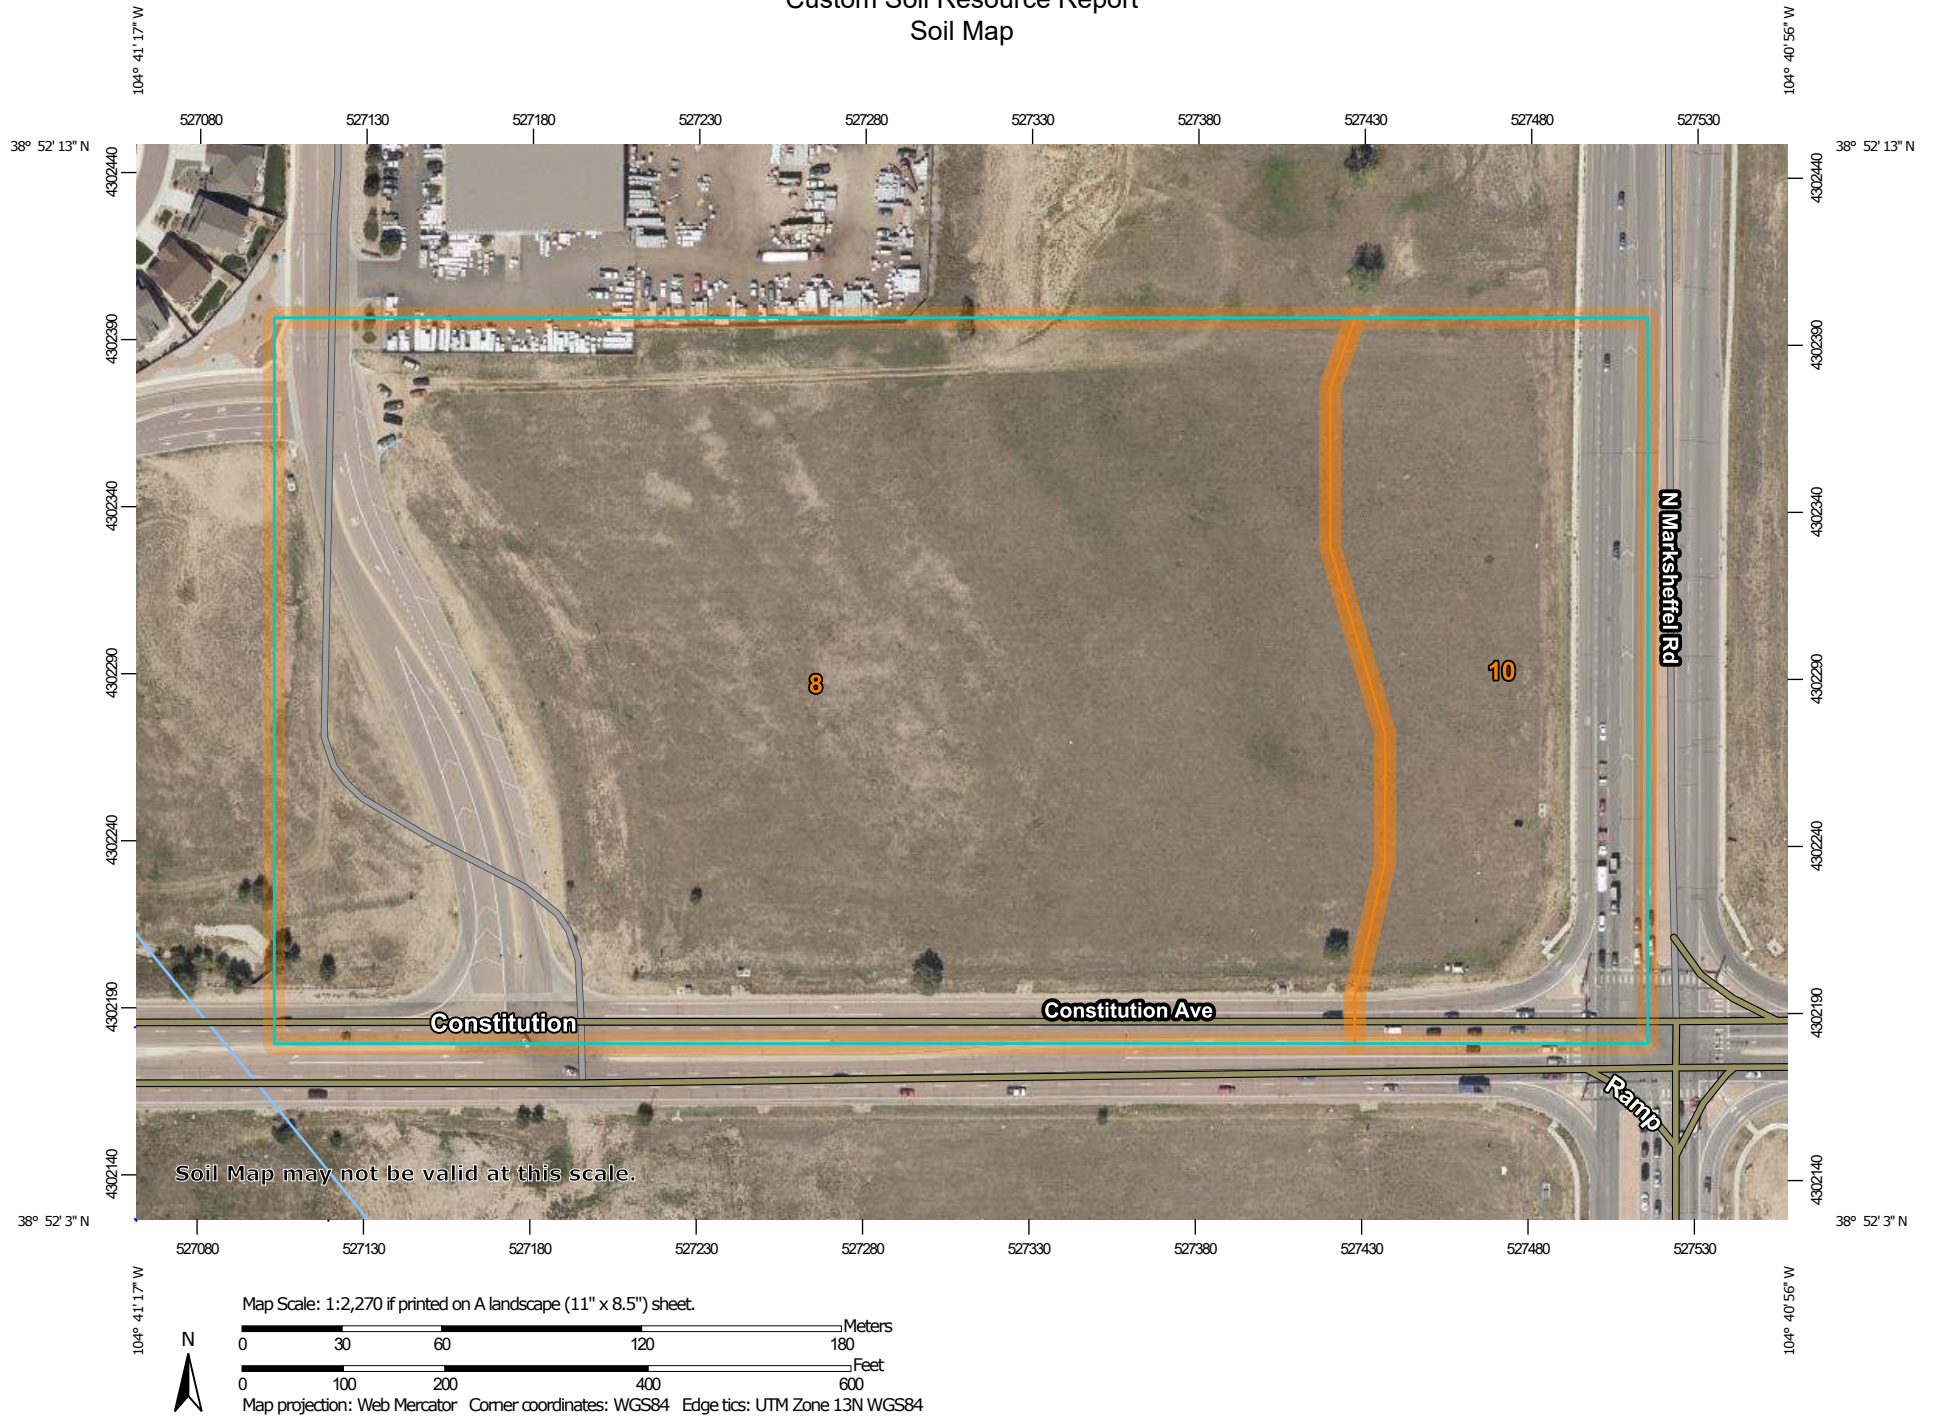 Custom Soil Resource Report
Soil Map
104° 41' 17" W
104° 40' 56" W
527080 527130 527180 527230 527280 527330 527380 527430 527480 527530
38° 52' 13" N
38° 52' 13" N
4302440
4302440
4302390
4302390
4302340
4302340
N Marksheffel Rd
4302290
4302290
8
10
4302240
4302240
4302190
4302190
Constitution
Constitution Ave
Ramp
4302140
4302140
Soil Map may not be valid at this scale.
38° 52' 3" N
38° 52' 3" N
527080 527130 527180 527230 527280 527330 527380 527430 527480 527530
104° 41' 17" W
104° 40' 56" W
Map Scale: 1:2,270 if printed on A landscape (11" x 8.5") sheet.
N
Meters
0 30 60 120 180
Feet
0 100 200 400 600
Map projection: Web Mercator Corner coordinates: WGS84 Edge tics: UTM Zone 13N WGS84